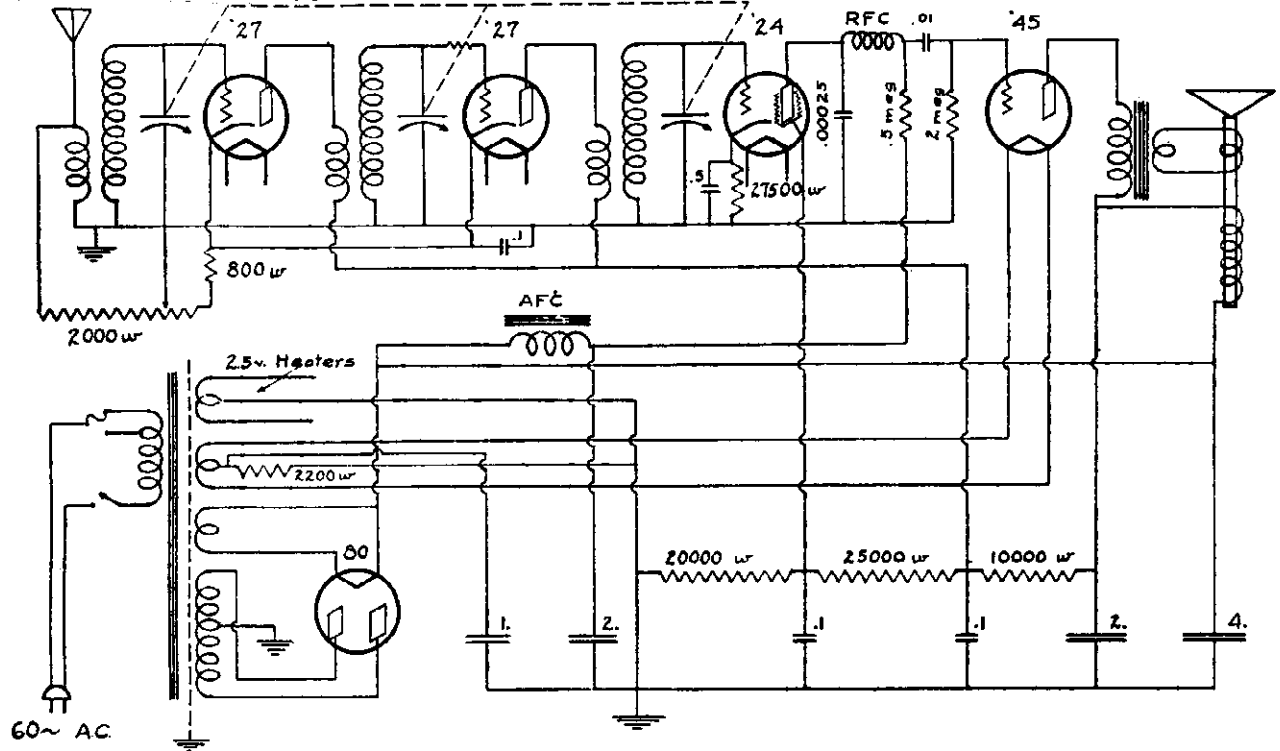 '27
'27
'24
RFC
.01
'45
.00025
.5 meg
2 meg
.5
27500 w
.1
800 w
2000 w
AFC
2.5v. Heaters
2200 w
80
20000 w
25000 w
10000 w
1.
2.
.1
.1
2.
4.
60~ A.C.